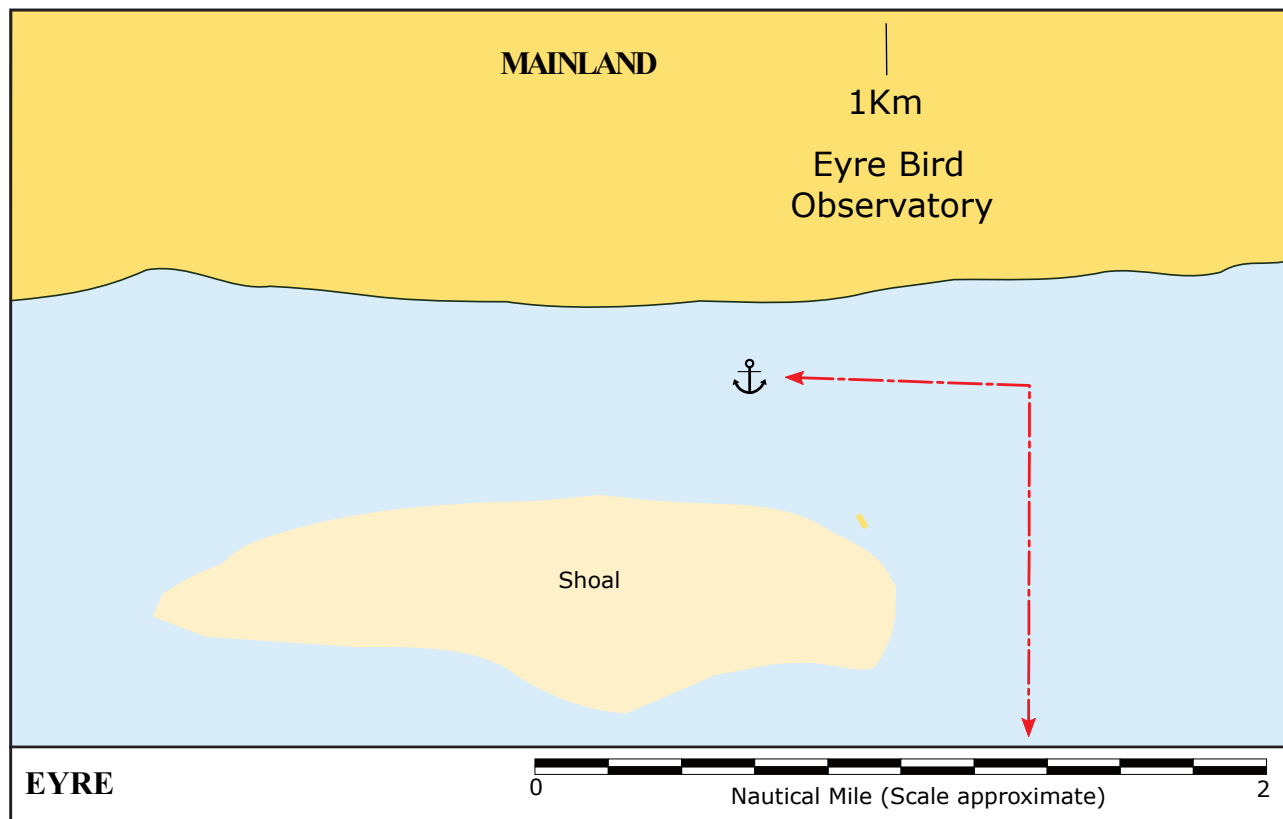 MAINLAND
1Km
Eyre Bird
Observatory
Shoal
EYRE
0
2
Nautical Mile (Scale approximate)